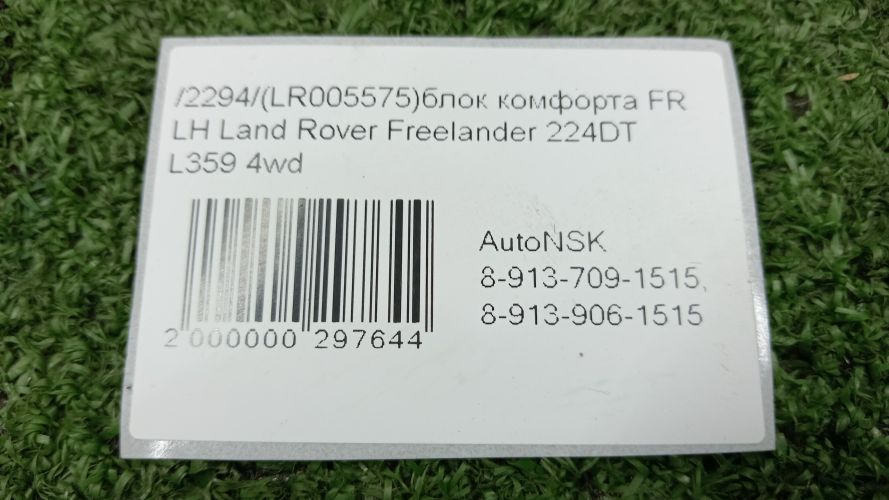 /2294/(LR005575)блок комфорта FR
LH Land Rover Freelander 224DT
L359 4wd
AutoNSK
8-913-709-1515,
8-913-906-1515
2 000000 297644